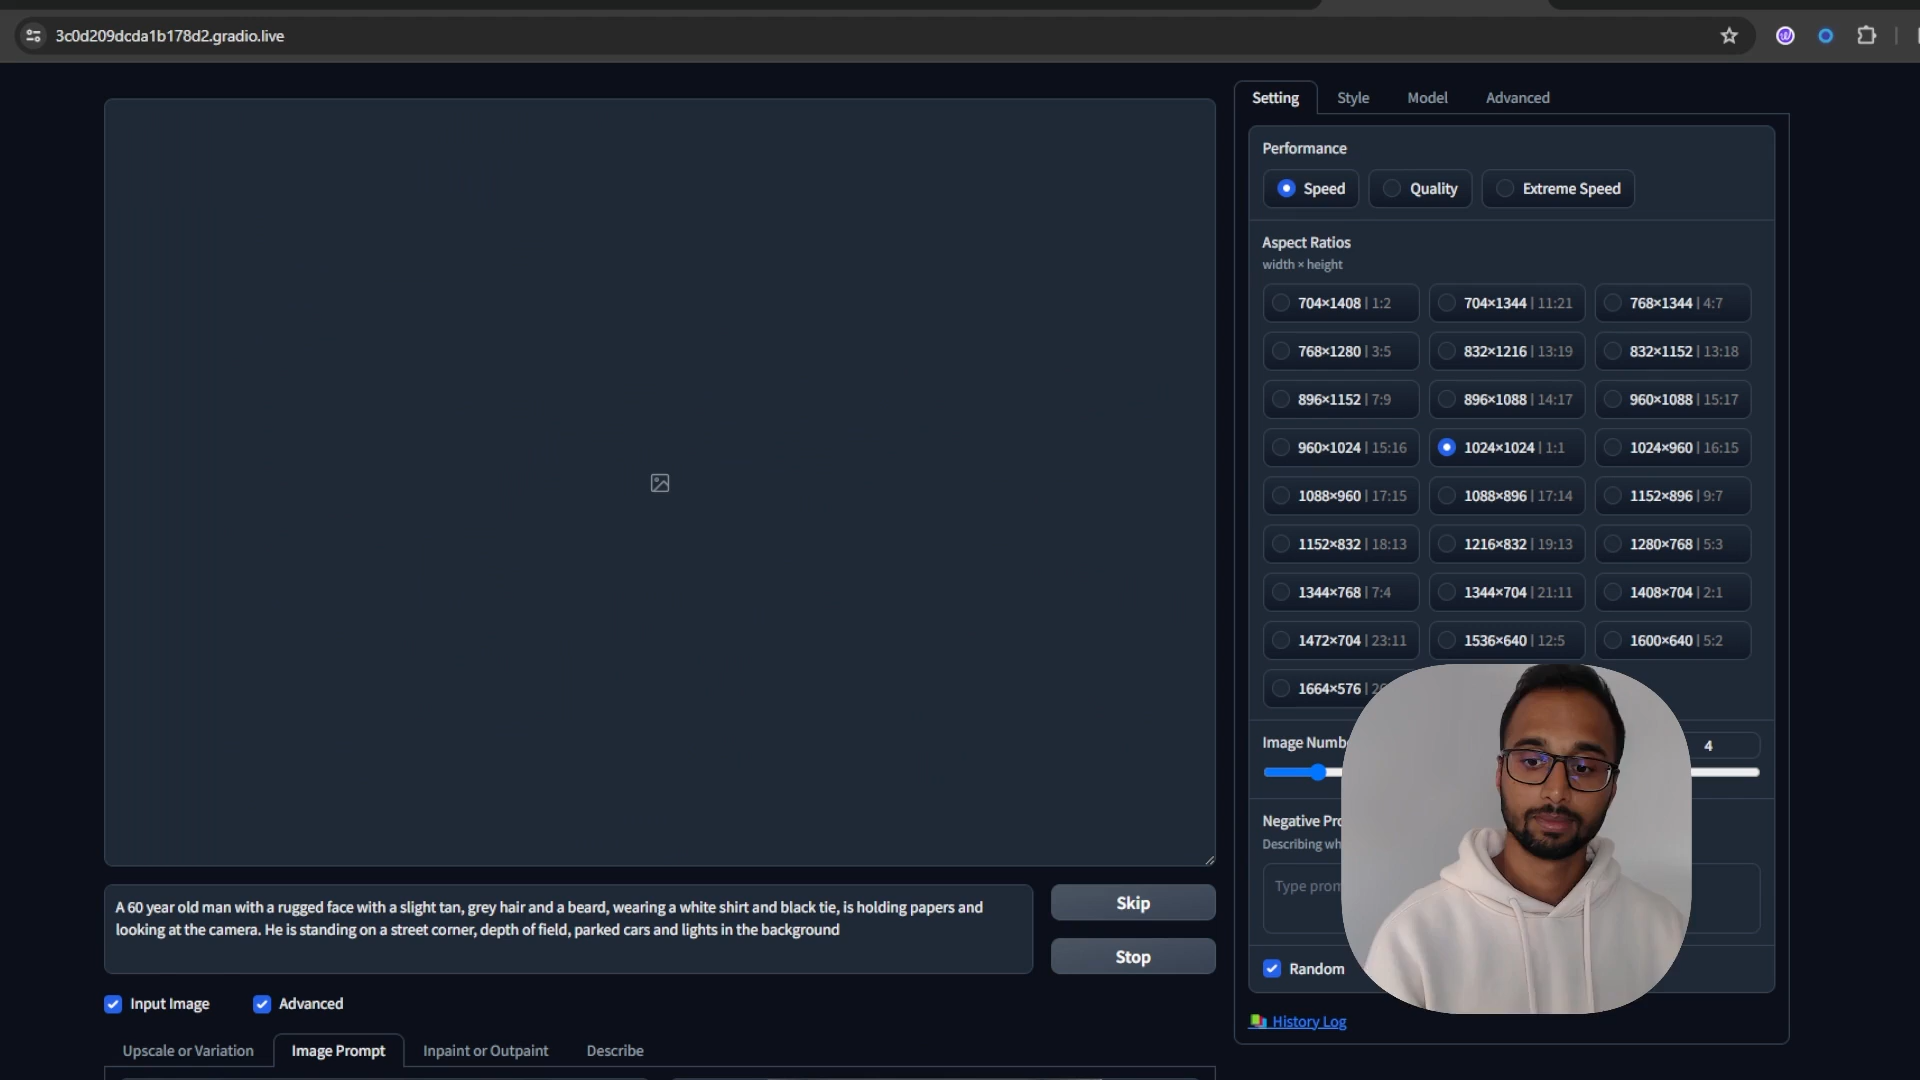 3c0d209dcda1b178d2.gradio.live
Setting
Style
Model
Advanced
Performance
Speed
Quality
Extreme Speed
Aspect Ratios
width × height
704×1408 | 1:2
704×1344 | 11:21
768×1344 | 4:7
768×1280 | 3:5
832×1216 | 13:19
832×1152 | 13:18
896×1152 | 7:9
896×1088 | 14:17
960×1088 | 15:17
960×1024 | 15:16
1024×1024 | 1:1
1024×960 | 16:15
1088×960 | 17:15
1088×896 | 17:14
1152×896 | 9:7
1152×832 | 18:13
1216×832 | 19:13
1280×768 | 5:3
1344×768 | 7:4
1344×704 | 21:11
1408×704 | 2:1
1472×704 | 23:11
1536×640 | 12:5
1600×640 | 5:2
1664×576 |
Image
4
Negative
Describing
Type
Random
History Log
A 60 year old man with a rugged face with a slight tan, grey hair and a beard, wearing a white shirt and black tie, is holding papers and
looking at the camera. He is standing on a street corner, depth of field, parked cars and lights in the background
Skip
Stop
Input Image
Advanced
Upscale or Variation
Image Prompt
Inpaint or Outpaint
Describe